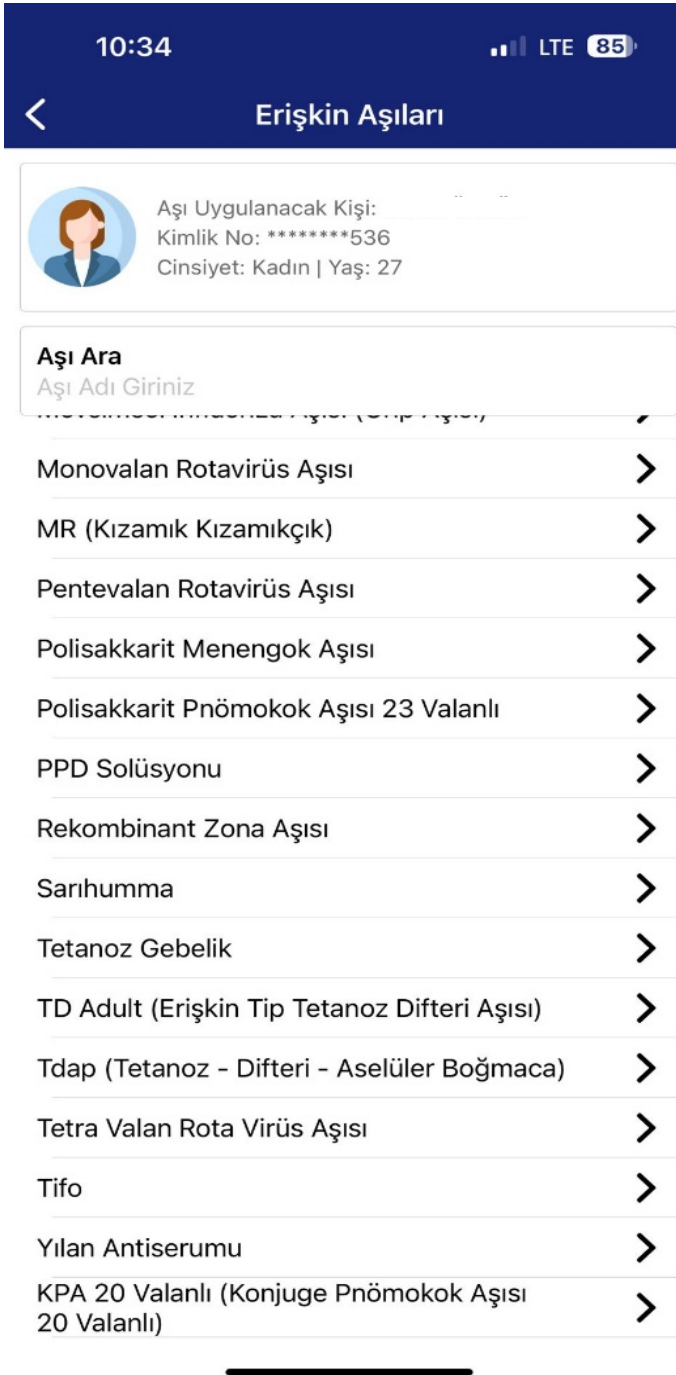 10:34
LTE 85
Erişkin Aşıları
Aşı Uygulanacak Kişi:
Kimlik No: ********536
Cinsiyet: Kadın | Yaş: 27
Aşı Ara
Aşı Adı Giriniz
Monovalan Rotavirüs Aşısı
MR (Kızamık Kızamıkçık)
Pentevalan Rotavirüs Aşısı
Polisakkarit Menengok Aşısı
Polisakkarit Pnömokok Aşısı 23 Valanlı
PPD Solüsyonu
Rekombinant Zona Aşısı
Sarıhumma
Tetanoz Gebelik
TD Adult (Erişkin Tip Tetanoz Difteri Aşısı)
Tdap (Tetanoz - Difteri - Aselüler Boğmaca)
Tetra Valan Rota Virüs Aşısı
Tifo
Yılan Antiserumu
KPA 20 Valanlı (Konjuge Pnömokok Aşısı
20 Valanlı)